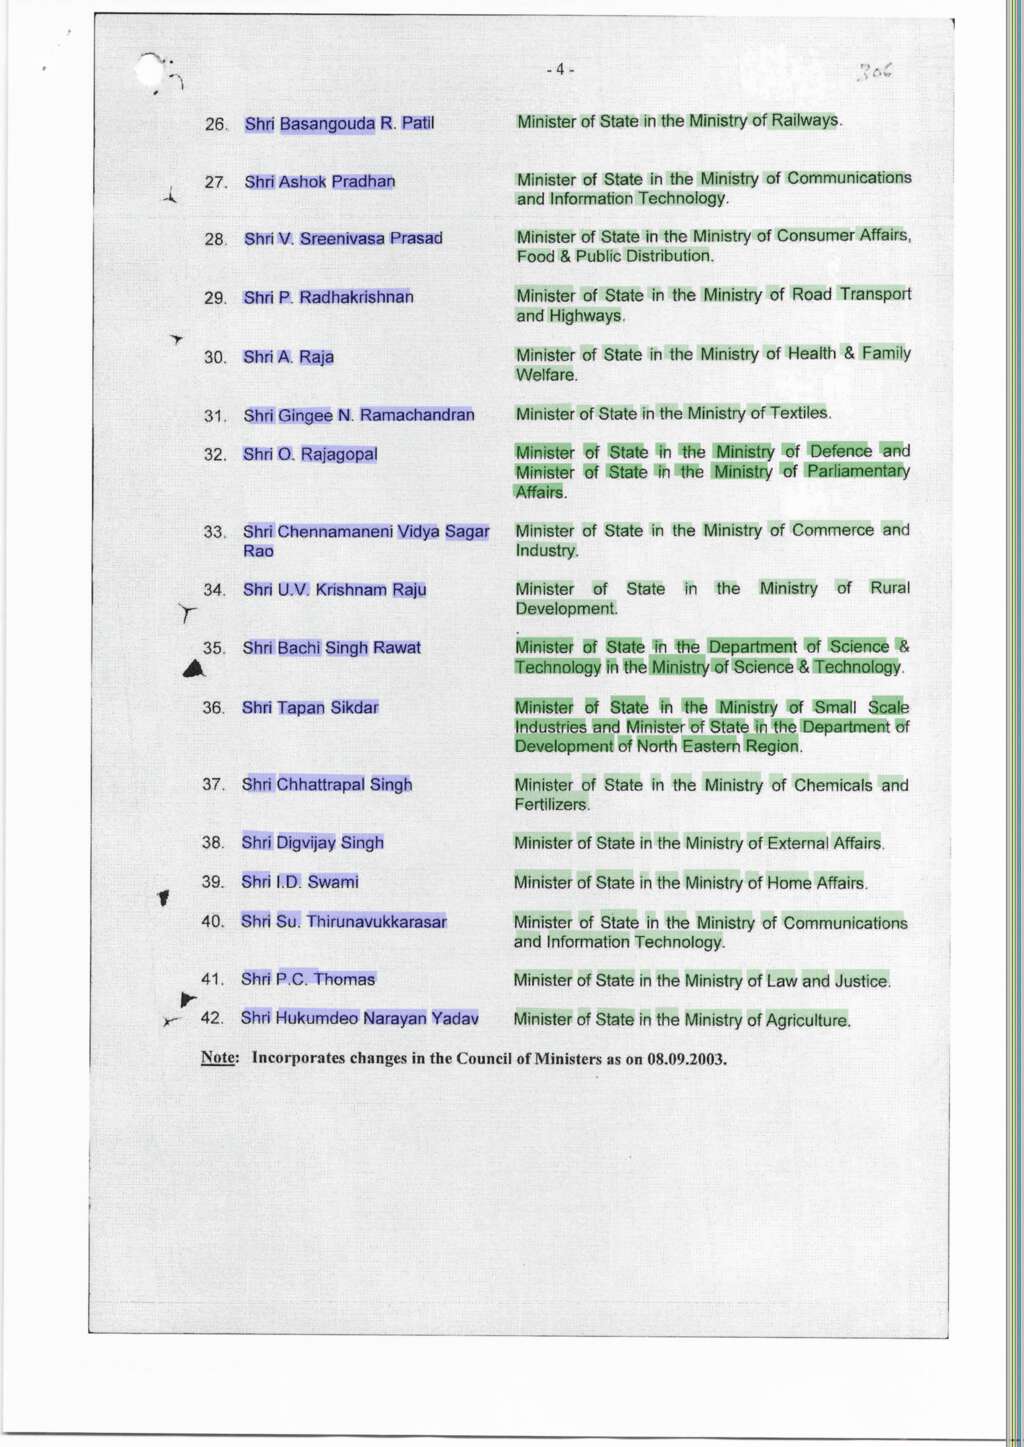 - 4 -
306
26. Shri Basangouda R. Patil Minister of State in the Ministry of Railways.
27. Shri Ashok Pradhan Minister of State in the Ministry of Communications
and Information Technology.
28. Shri V. Sreenivasa Prasad Minister of State in the Ministry of Consumer Affairs,
Food & Public Distribution.
29. Shri P. Radhakrishnan Minister of State in the Ministry of Road Transport
and Highways.
30. Shri A. Raja Minister of State in the Ministry of Health & Family
Welfare.
31. Shri Gingee N. Ramachandran Minister of State in the Ministry of Textiles.
32. Shri O. Rajagopal Minister of State in the Ministry of Defence and
Minister of State in the Ministry of Parliamentary
Affairs.
33. Shri Chennamaneni Vidya Sagar Minister of State in the Ministry of Commerce and
Rao Industry.
34. Shri U.V. Krishnam Raju Minister of State in the Ministry of Rural
Development.
35. Shri Bachi Singh Rawat Minister of State in the Department of Science &
Technology in the Ministry of Science & Technology.
36. Shri Tapan Sikdar Minister of State in the Ministry of Small Scale
Industries and Minister of State in the Department of
Development of North Eastern Region.
37. Shri Chhattrapal Singh Minister of State in the Ministry of Chemicals and
Fertilizers.
38. Shri Digvijay Singh Minister of State in the Ministry of External Affairs.
39. Shri I.D. Swami Minister of State in the Ministry of Home Affairs.
40. Shri Su. Thirunavukkarasar Minister of State in the Ministry of Communications
and Information Technology.
41. Shri P.C. Thomas Minister of State in the Ministry of Law and Justice.
42. Shri Hukumdeo Narayan Yadav Minister of State in the Ministry of Agriculture.
Note: Incorporates changes in the Council of Ministers as on 08.09.2003.